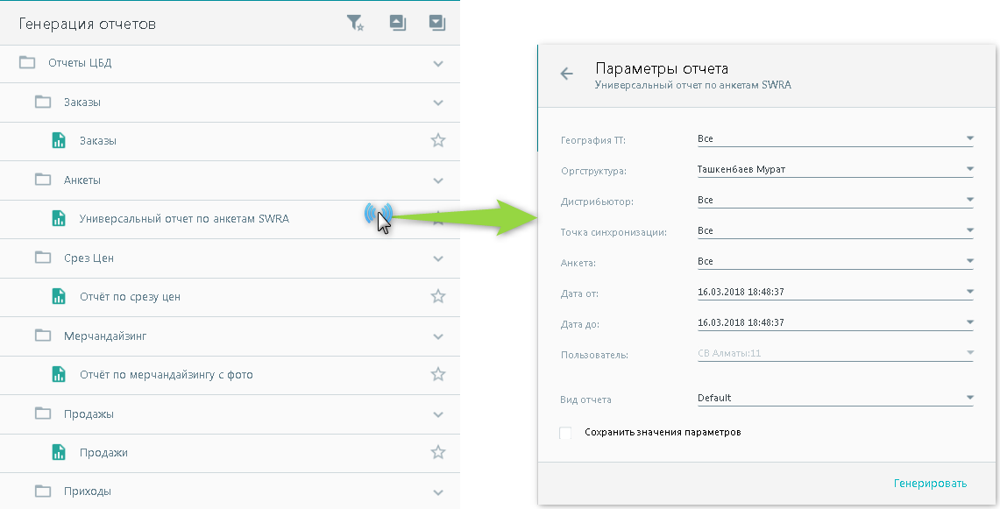 Генерация отчетов
Отчеты ЦБД
Заказы
Заказы
Анкеты
Универсальный отчет по анкетам SWRA
Срез Цен
Отчёт по срезу цен
Мерчандайзинг
Отчёт по мерчандайзингу с фото
Продажы
Продажи
Приходы
Параметры отчета
Универсальный отчет по анкетам SWRA
География ТТ: Все
Оргструктура: Ташкенбаев Мурат
Дистрибьютор: Все
Точка синхронизации: Все
Анкета: Все
Дата от: 16.03.2018 18:48:37
Дата до: 16.03.2018 18:48:37
Пользователь: СВ Алматы:11
Вид отчета Default
Сохранить значения параметров
Генерировать